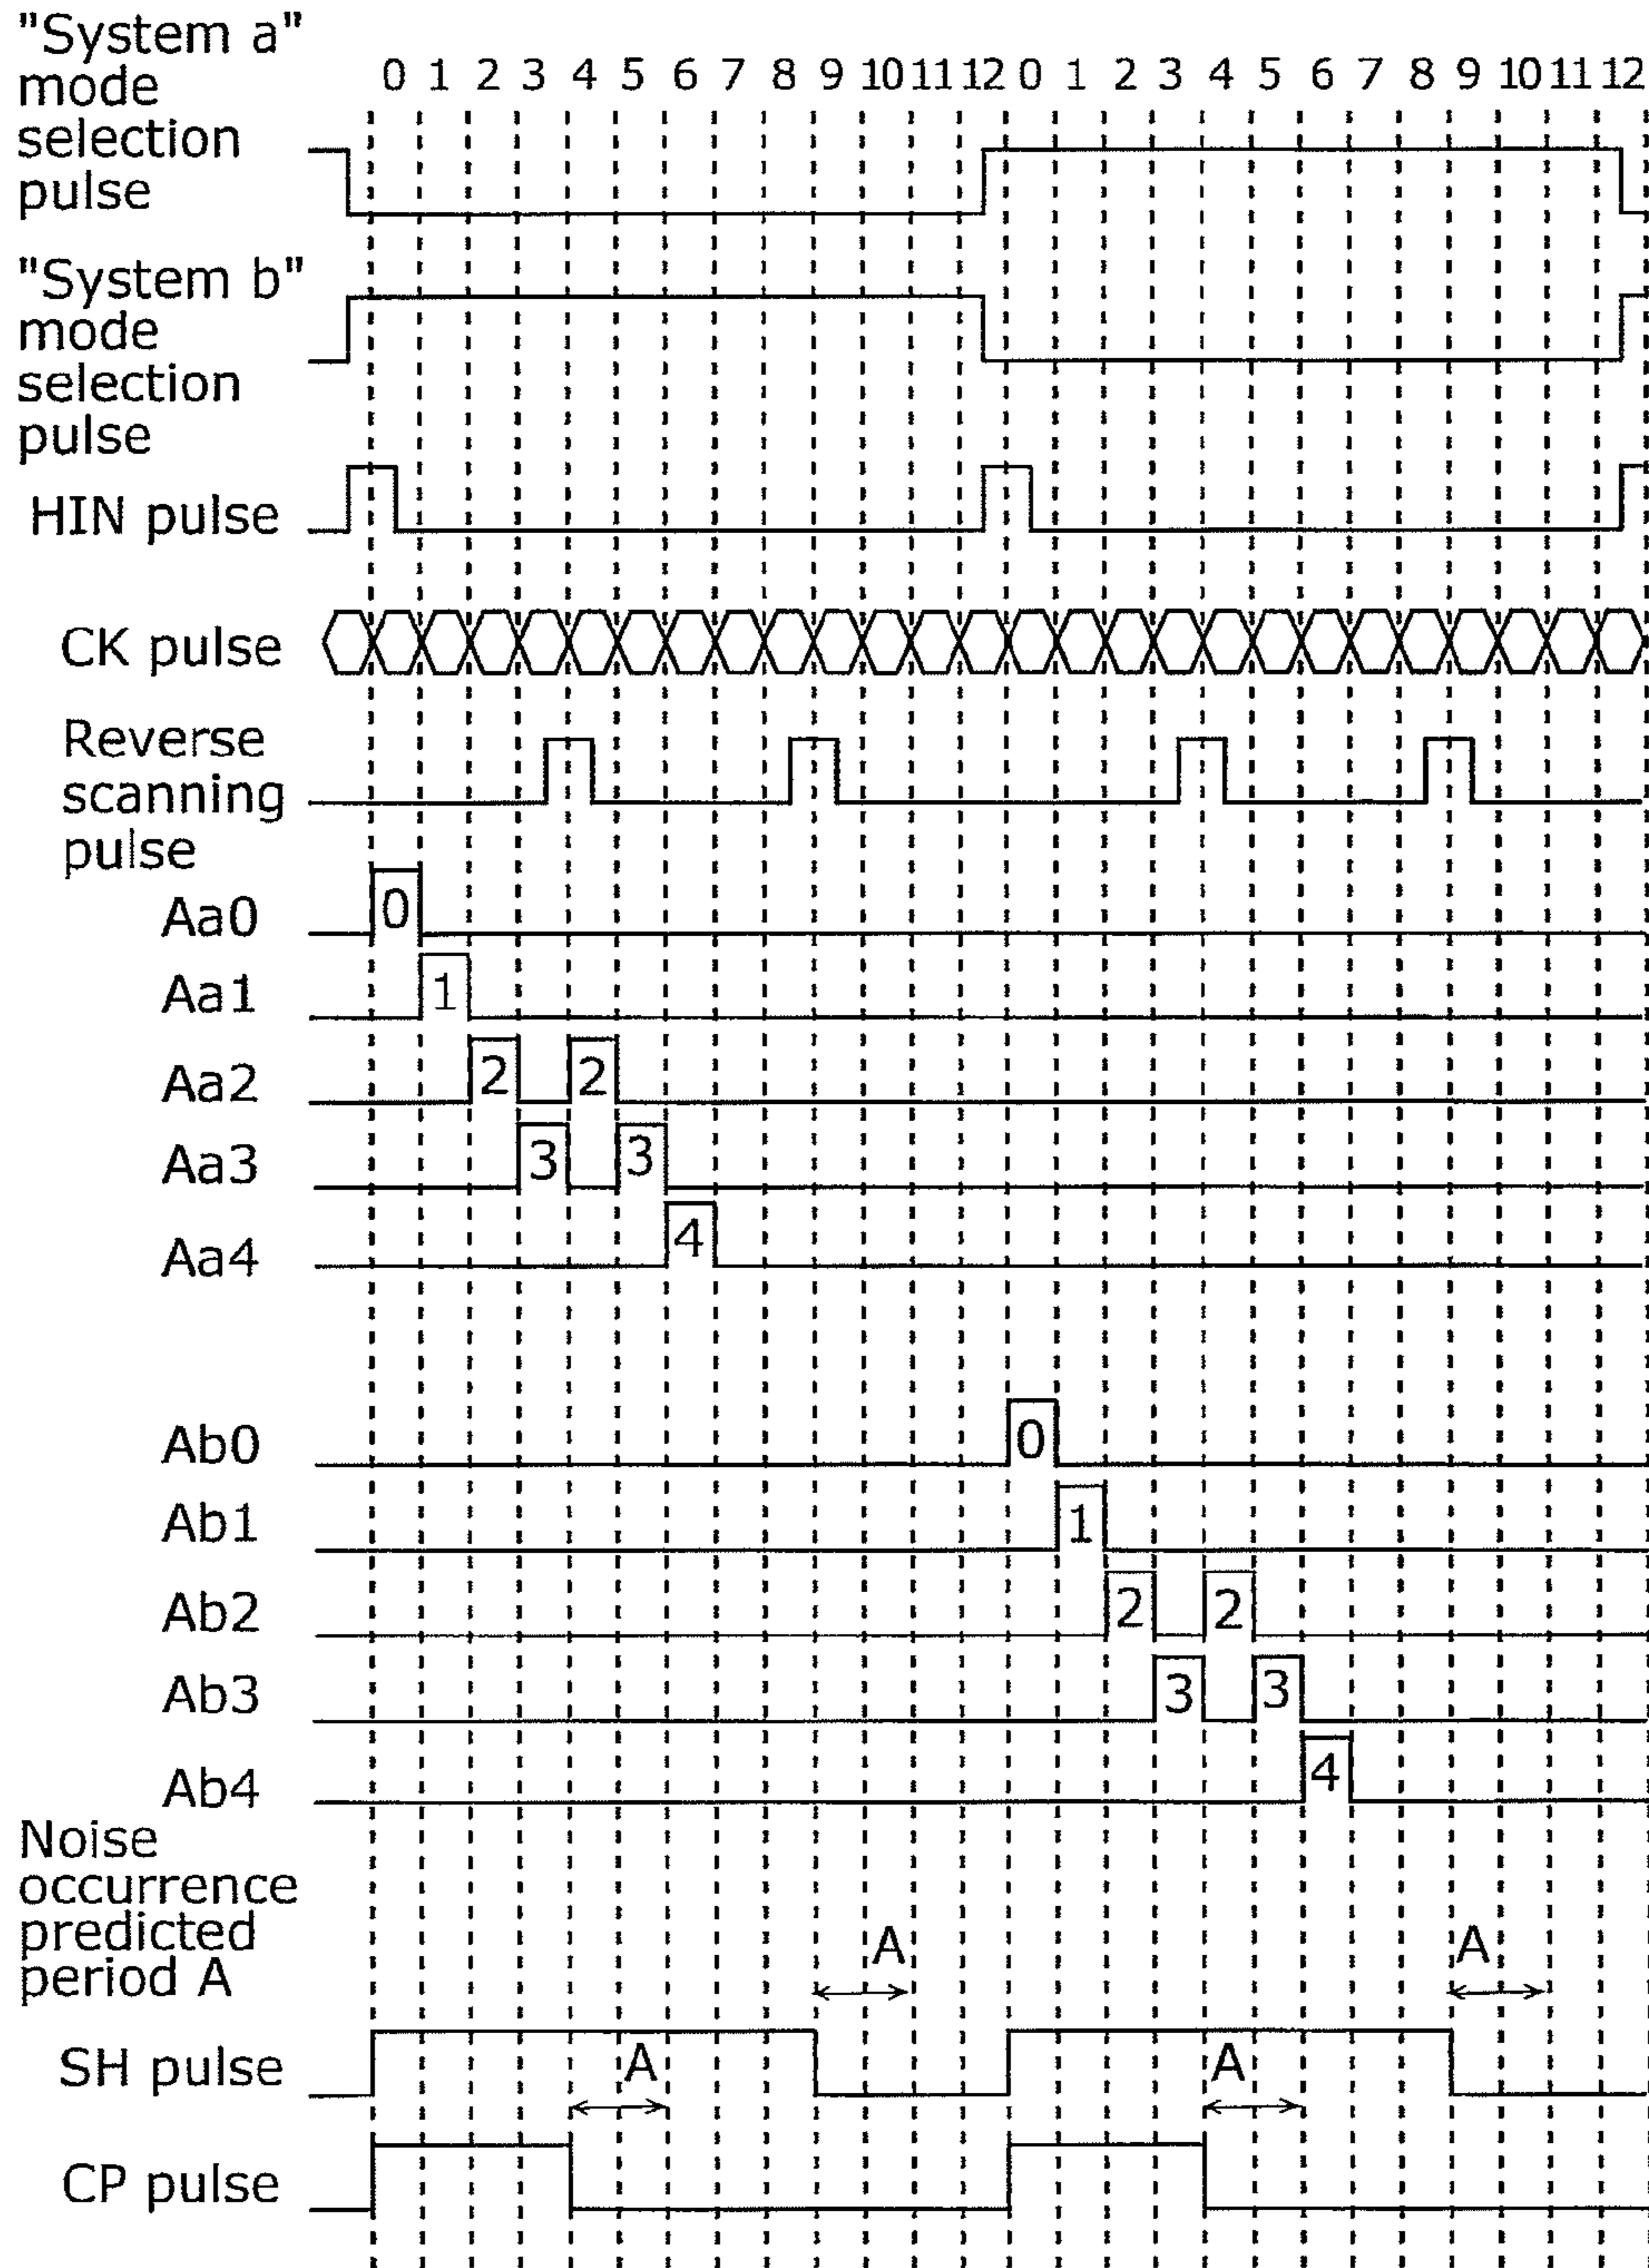 "System a"
mode
selection
pulse
0 1 2 3 4 5 6 7 8 9 10 11 12 0 1 2 3 4 5 6 7 8 9 10 11 12
"System b"
mode
selection
pulse
HIN pulse
CK pulse
Reverse
scanning
pulse
Aa0
0
Aa1
1
Aa2
2 2
Aa3
3 3
Aa4
4
Ab0
0
Ab1
1
Ab2
2 2
Ab3
3 3
Ab4
4
Noise
occurrence
predicted
period A
A A
SH pulse
A A
CP pulse